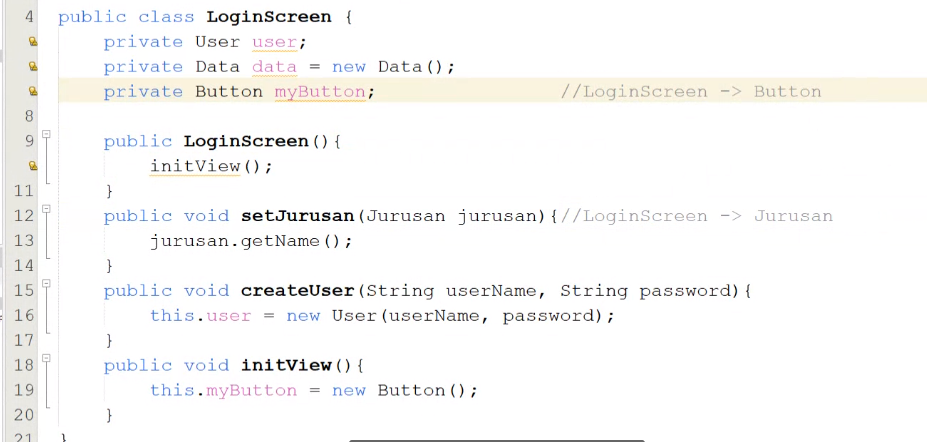 4 public class LoginScreen {
private User user;
private Data data = new Data();
private Button myButton; //LoginScreen -> Button
8
9 public LoginScreen(){
initView();
11 }
12 public void setJurusan(Jurusan jurusan){//LoginScreen -> Jurusan
13 jurusan.getName();
14 }
15 public void createUser(String userName, String password){
16 this.user = new User(userName, password);
17 }
18 public void initView(){
19 this.myButton = new Button();
20 }
21 }